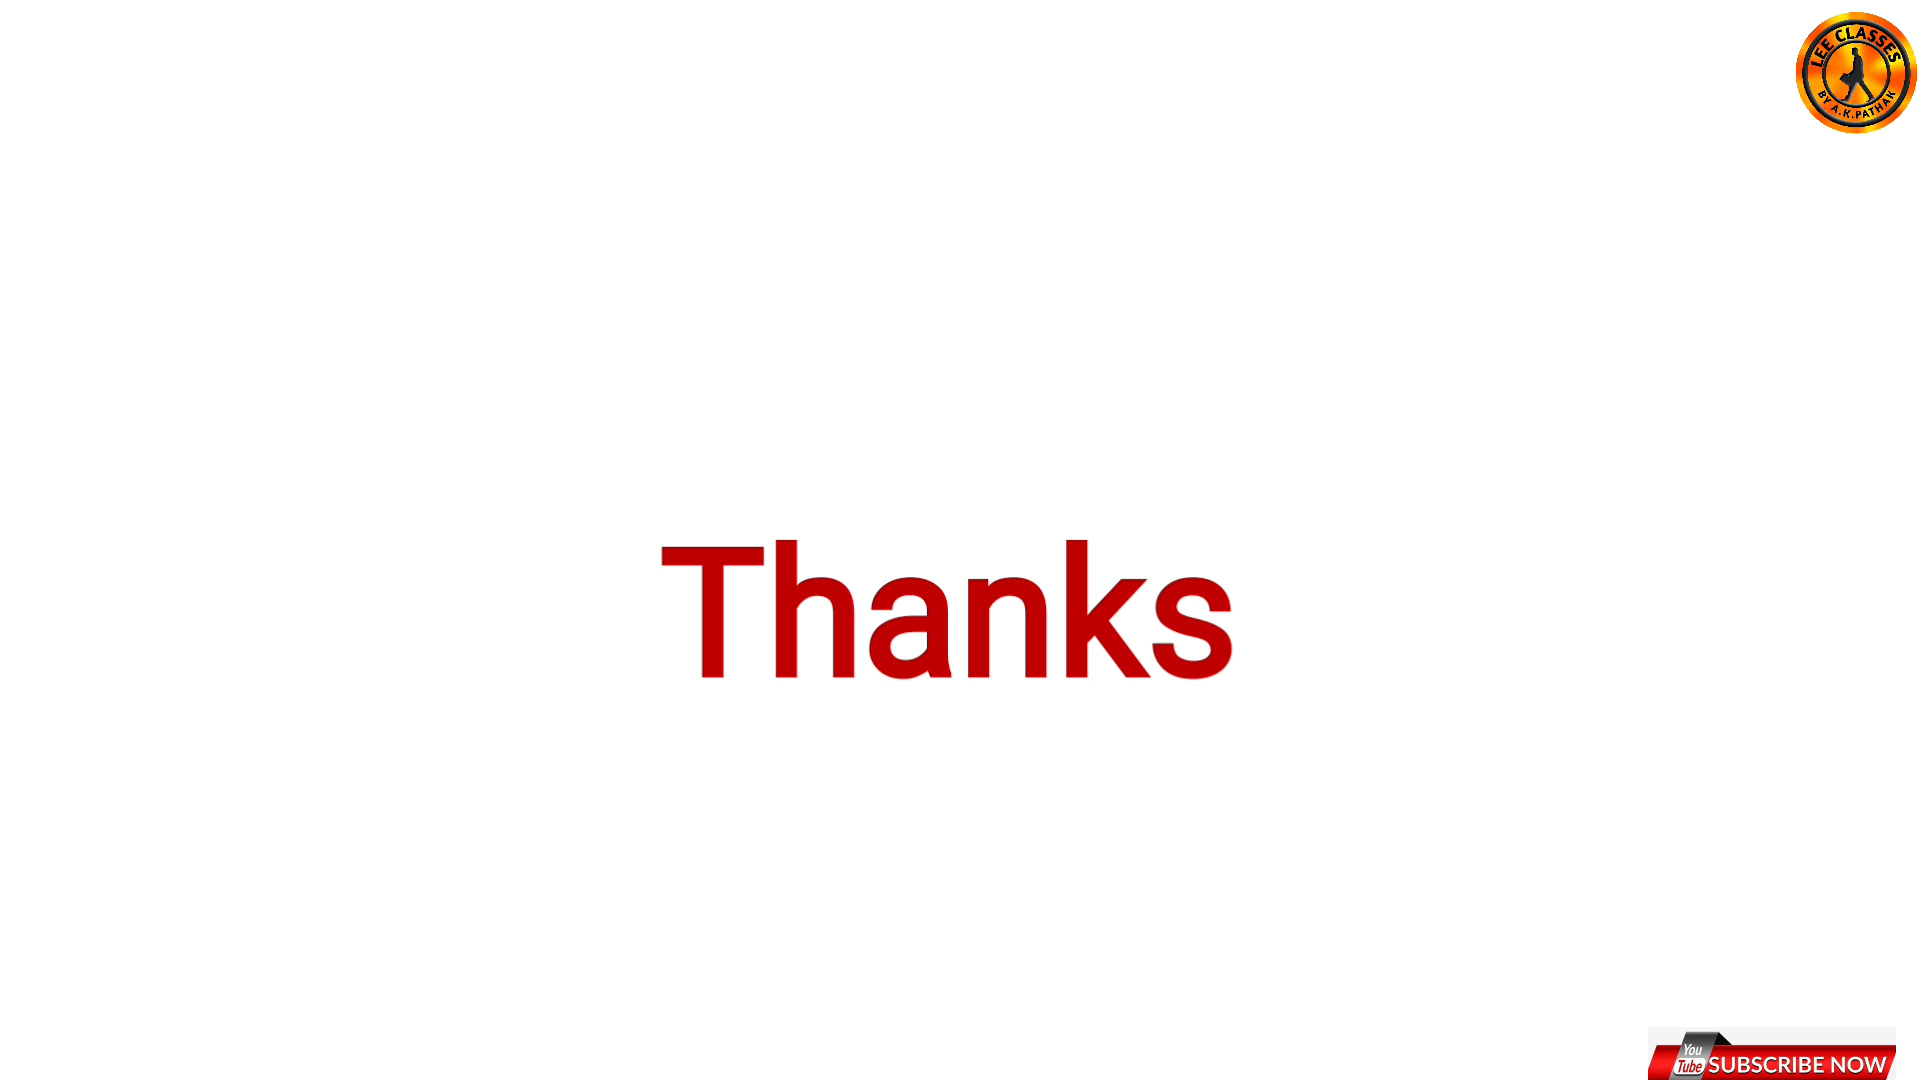 LEE CLASSES
BY A.K.PATHAK
Thanks
You
Tube
SUBSCRIBE NOW